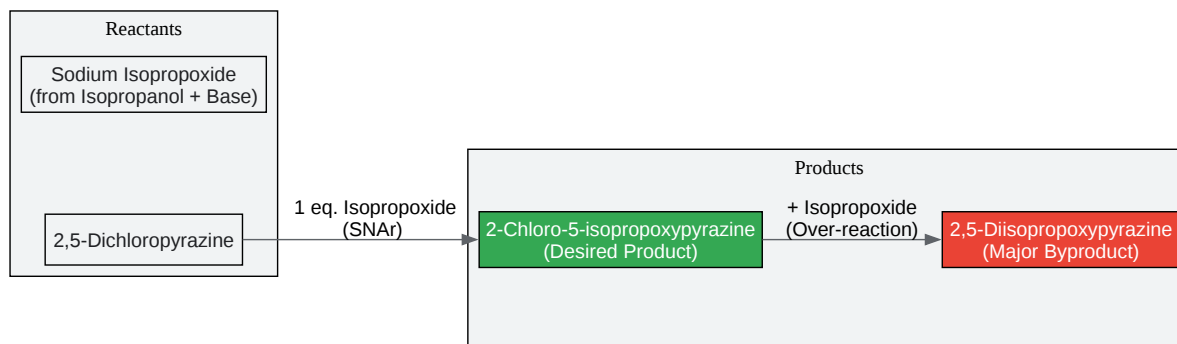 Reactants
Sodium Isopropoxide
(from Isopropanol + Base)
2,5-Dichloropyrazine
1 eq. Isopropoxide
(SNAr)
Products
2-Chloro-5-isopropoxypyrazine
(Desired Product)
+ Isopropoxide
(Over-reaction)
2,5-Diisopropoxypyrazine
(Major Byproduct)